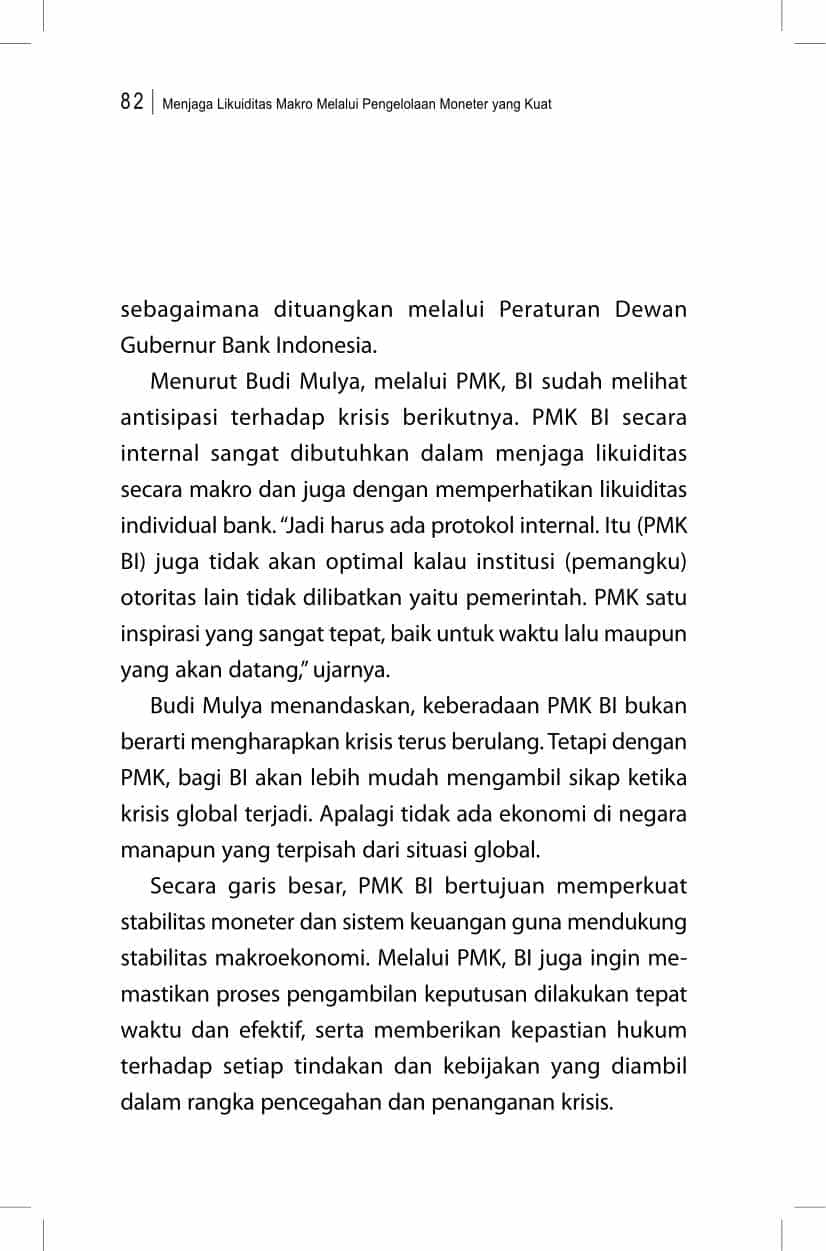 82 Menjaga Likuiditas Makro Melalui Pengelolaan Moneter yang Kuat
sebagaimana dituangkan melalui Peraturan Dewan
Gubernur Bank Indonesia.
Menurut Budi Mulya, melalui PMK, BI sudah melihat
antisipasi terhadap krisis berikutnya. PMK BI secara
internal sangat dibutuhkan dalam menjaga likuiditas
secara makro dan juga dengan memperhatikan likuiditas
individual bank. “Jadi harus ada protokol internal. Itu (PMK
BI) juga tidak akan optimal kalau institusi (pemangku)
otoritas lain tidak dilibatkan yaitu pemerintah. PMK satu
inspirasi yang sangat tepat, baik untuk waktu lalu maupun
yang akan datang,” ujarnya.
Budi Mulya menandaskan, keberadaan PMK BI bukan
berarti mengharapkan krisis terus berulang. Tetapi dengan
PMK, bagi BI akan lebih mudah mengambil sikap ketika
krisis global terjadi. Apalagi tidak ada ekonomi di negara
manapun yang terpisah dari situasi global.
Secara garis besar, PMK BI bertujuan memperkuat
stabilitas moneter dan sistem keuangan guna mendukung
stabilitas makroekonomi. Melalui PMK, BI juga ingin me-
mastikan proses pengambilan keputusan dilakukan tepat
waktu dan efektif, serta memberikan kepastian hukum
terhadap setiap tindakan dan kebijakan yang diambil
dalam rangka pencegahan dan penanganan krisis.